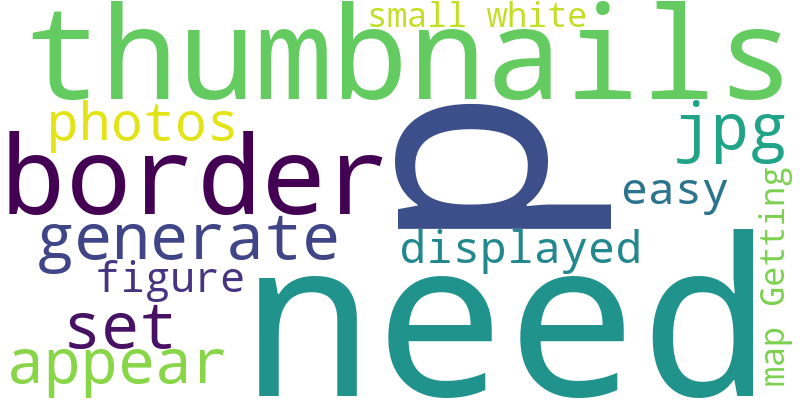 small white
thumbnails
photos
jpg
border
p
easy
generate
displayed
map Getting
figure
need
set
appear